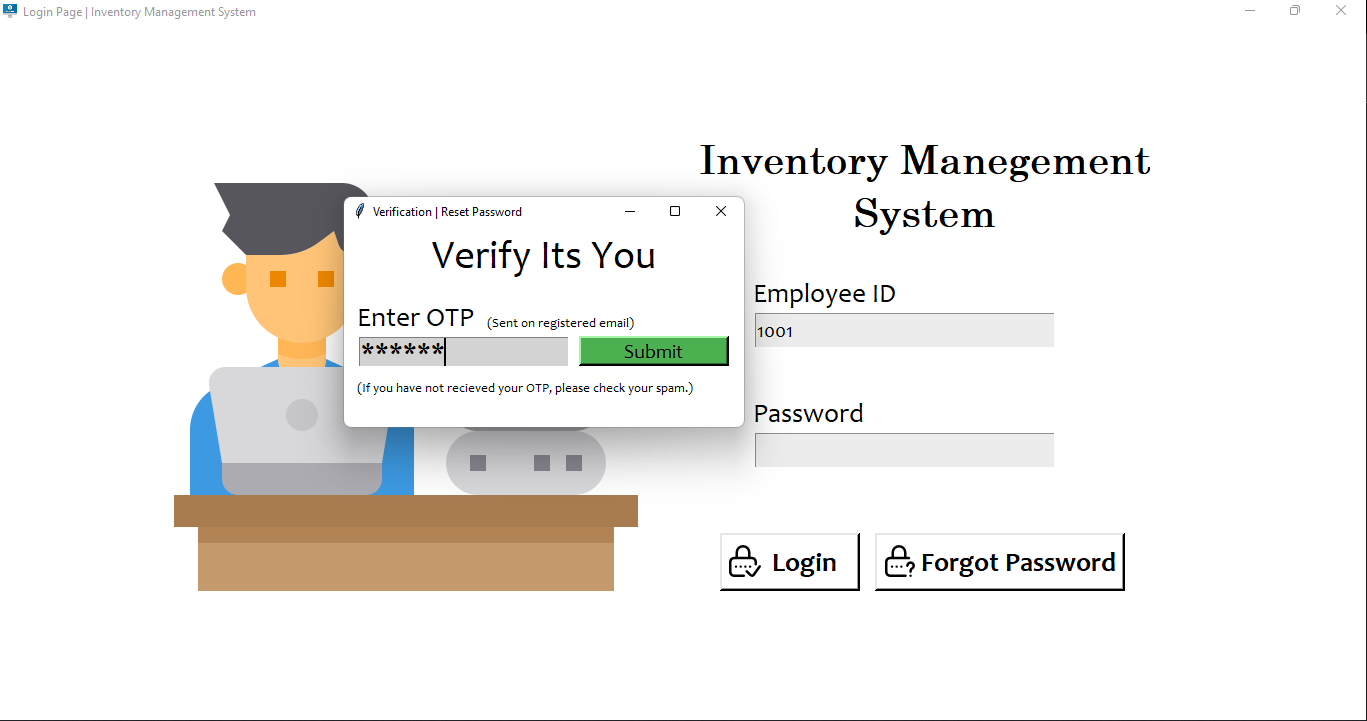 Login Page | Inventory Management System
Inventory Manegement
System
Verification | Reset Password
Verify Its You
Enter OTP (Sent on registered email)
******
Submit
(If you have not recieved your OTP, please check your spam.)
Employee ID
1001
Password
Login
Forgot Password